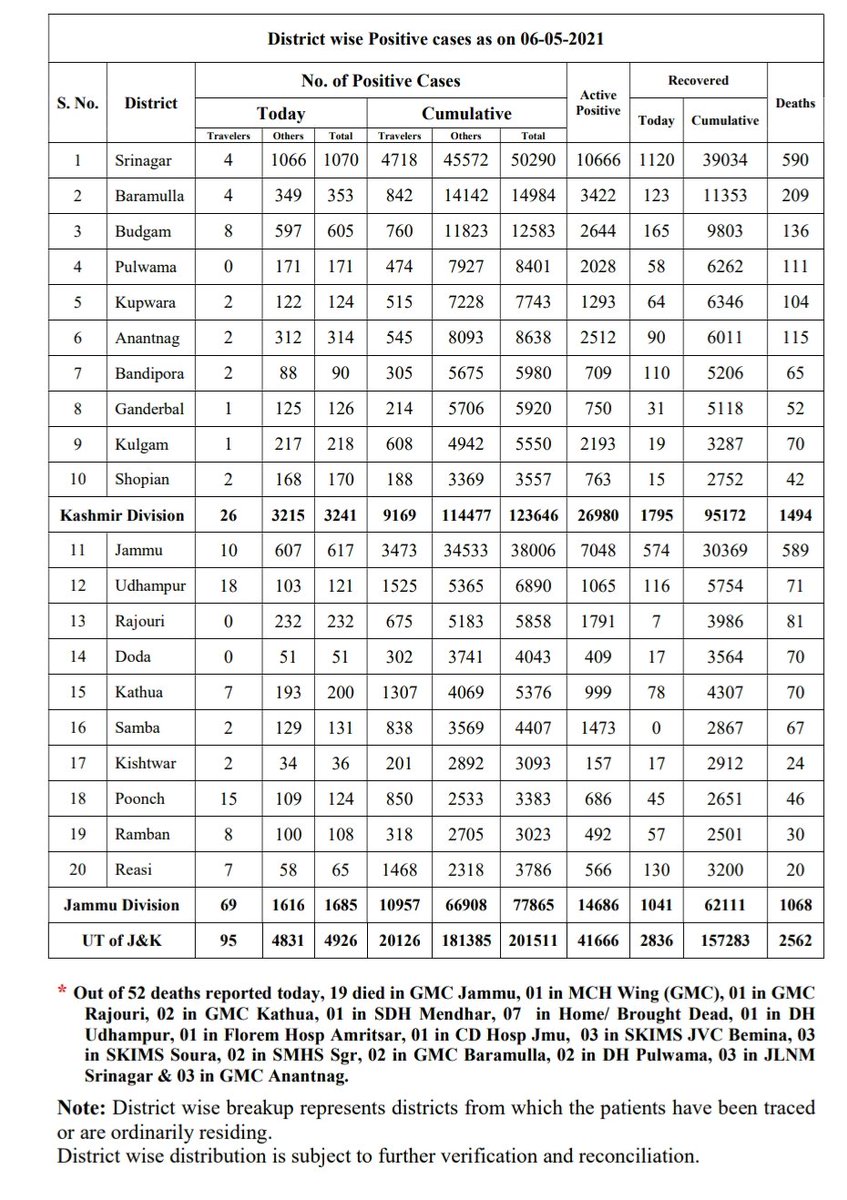 District wise Positive cases as on 06-05-2021
S. No. District No. of Positive Cases Active Positive Recovered Deaths
Today Cumulative Today Cumulative
Travelers Others Total Travelers Others Total
1 Srinagar 4 1066 1070 4718 45572 50290 10666 1120 39034 590
2 Baramulla 4 349 353 842 14142 14984 3422 123 11353 209
3 Budgam 8 597 605 760 11823 12583 2644 165 9803 136
4 Pulwama 0 171 171 474 7927 8401 2028 58 6262 111
5 Kupwara 2 122 124 515 7228 7743 1293 64 6346 104
6 Anantnag 2 312 314 545 8093 8638 2512 90 6011 115
7 Bandipora 2 88 90 305 5675 5980 709 110 5206 65
8 Ganderbal 1 125 126 214 5706 5920 750 31 5118 52
9 Kulgam 1 217 218 608 4942 5550 2193 19 3287 70
10 Shopian 2 168 170 188 3369 3557 763 15 2752 42
Kashmir Division 26 3215 3241 9169 114477 123646 26980 1795 95172 1494
11 Jammu 10 607 617 3473 34533 38006 7048 574 30369 589
12 Udhampur 18 103 121 1525 5365 6890 1065 116 5754 71
13 Rajouri 0 232 232 675 5183 5858 1791 7 3986 81
14 Doda 0 51 51 302 3741 4043 409 17 3564 70
15 Kathua 7 193 200 1307 4069 5376 999 78 4307 70
16 Samba 2 129 131 838 3569 4407 1473 0 2867 67
17 Kishtwar 2 34 36 201 2892 3093 157 17 2912 24
18 Poonch 15 109 124 850 2533 3383 686 45 2651 46
19 Ramban 8 100 108 318 2705 3023 492 57 2501 30
20 Reasi 7 58 65 1468 2318 3786 566 130 3200 20
Jammu Division 69 1616 1685 10957 66908 77865 14686 1041 62111 1068
UT of J&K 95 4831 4926 20126 181385 201511 41666 2836 157283 2562
* Out of 52 deaths reported today, 19 died in GMC Jammu, 01 in MCH Wing (GMC), 01 in GMC
Rajouri, 02 in GMC Kathua, 01 in SDH Mendhar, 07 in Home/ Brought Dead, 01 in DH
Udhampur, 01 in Florem Hosp Amritsar, 01 in CD Hosp Jmu, 03 in SKIMS JVC Bemina, 03
in SKIMS Soura, 02 in SMHS Sgr, 02 in GMC Baramulla, 02 in DH Pulwama, 03 in JLNM
Srinagar & 03 in GMC Anantnag.
Note: District wise breakup represents districts from which the patients have been traced
or are ordinarily residing.
District wise distribution is subject to further verification and reconciliation.